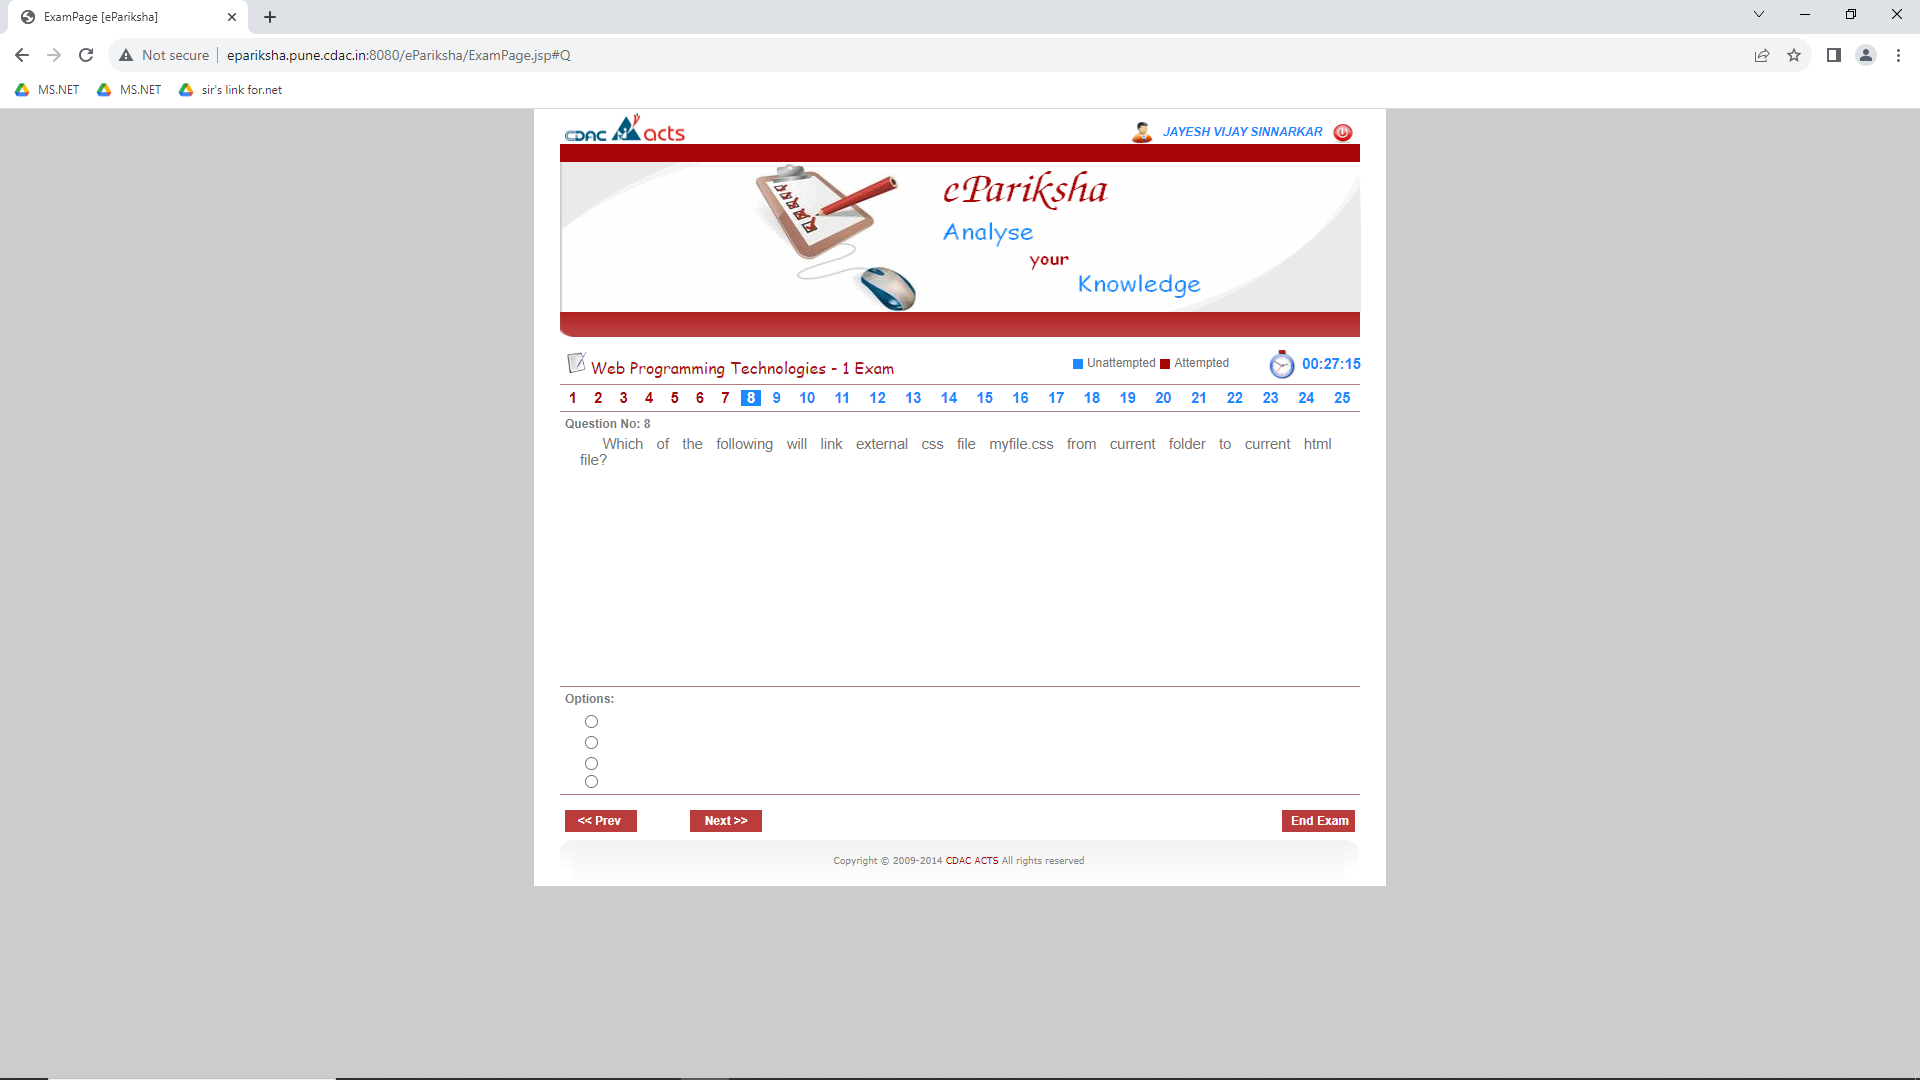 ExamPage [ePariksha]
Not secure
epariksha.pune.cdac.in:8080/ePariksha/ExamPage.jsp#Q
MS.NET MS.NET sir's link for.net
CDAC acts
JAYESH VIJAY SINNARKAR
ePariksha
Analyse
your
Knowledge
Web Programming Technologies - 1 Exam
Unattempted Attempted
00:27:15
1 2 3 4 5 6 7 8 9 10 11 12 13 14 15 16 17 18 19 20 21 22 23 24 25
Question No: 8
Which of the following will link external css file myfile.css from current folder to current html
file?
Options:
<< Prev Next >> End Exam
Copyright © 2009-2014 CDAC ACTS All rights reserved